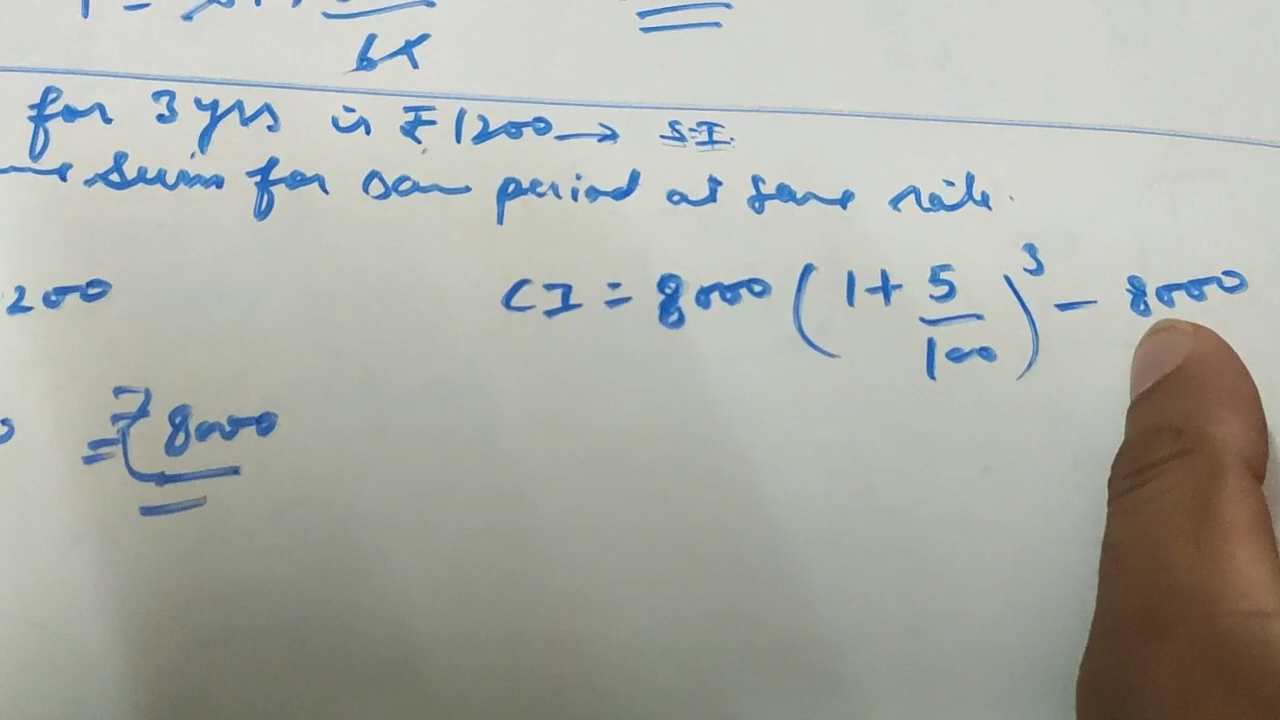 6x
for 3 yrs is ₹1200 → S.I.
Sum for same period at same rate.
200
CI = 8000 (1 + 5/100)³ − 8000
= ₹8000